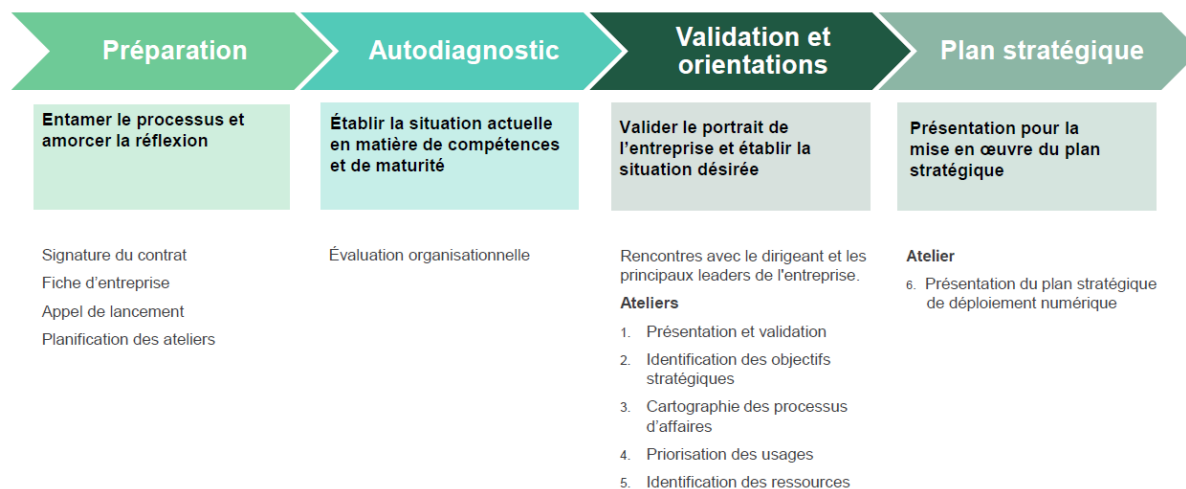 Préparation
Autodiagnostic
Validation et
orientations
Plan stratégique
Entamer le processus et
amorcer la réflexion
Établir la situation actuelle
en matière de compétences
et de maturité
Valider le portrait de
l'entreprise et établir la
situation désirée
Présentation pour la
mise en œuvre du plan
stratégique
Signature du contrat
Fiche d'entreprise
Appel de lancement
Planification des ateliers
Évaluation organisationnelle
Rencontres avec le dirigeant et les
principaux leaders de l'entreprise.
Ateliers
1. Présentation et validation
2. Identification des objectifs
stratégiques
3. Cartographie des processus
d'affaires
4. Priorisation des usages
5. Identification des ressources
Atelier
6. Présentation du plan stratégique
de déploiement numérique